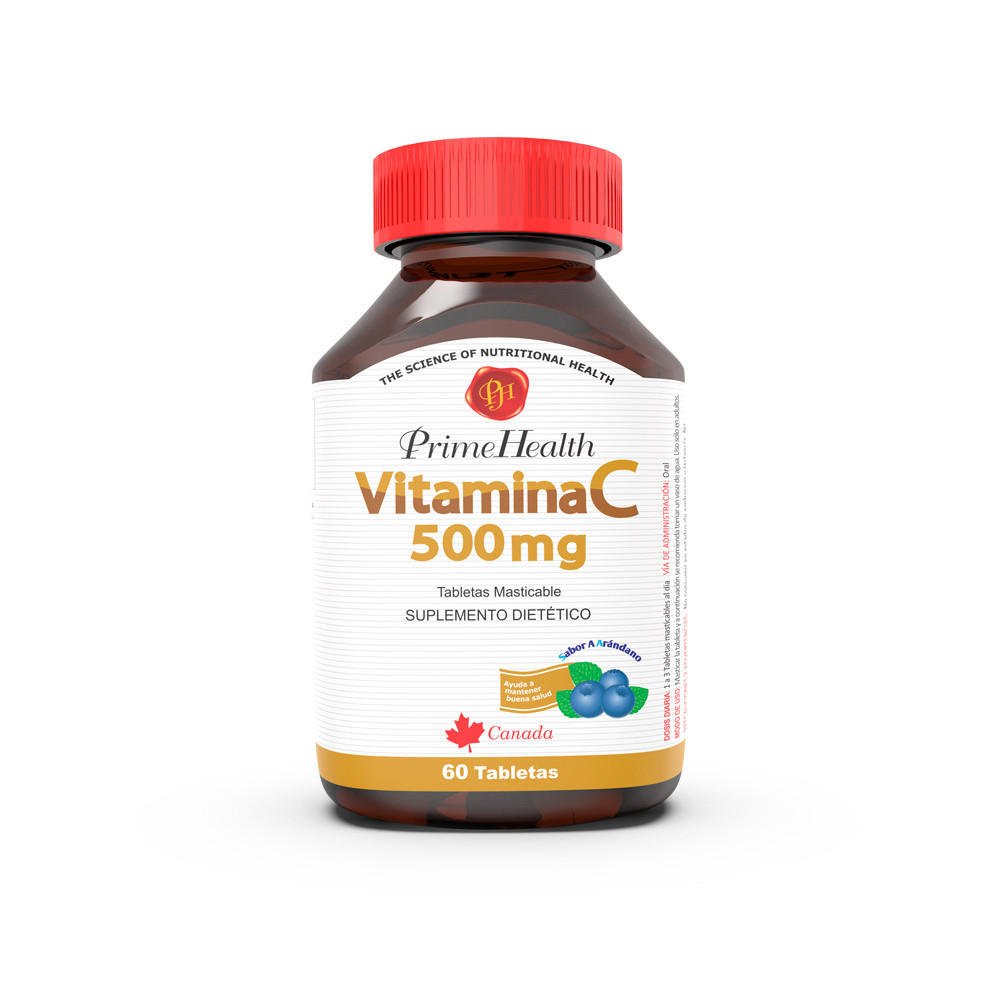 THE SCIENCE OF NUTRITIONAL HEALTH
PH
PrimeHealth
Vitamina C
500mg
Tabletas Masticable
SUPLEMENTO DIETÉTICO
Sabor A Arándano
Ayuda a
mantener
buena salud
Canada
60 Tabletas
DOSIS DIARIA: 1 a 3 Tabletas masticables al día VÍA DE ADMINISTRACIÓN: Oral
MODO DE USO: Masticar la tableta y a continuación se recomienda tomar un vaso de agua. Uso sólo en adultos.